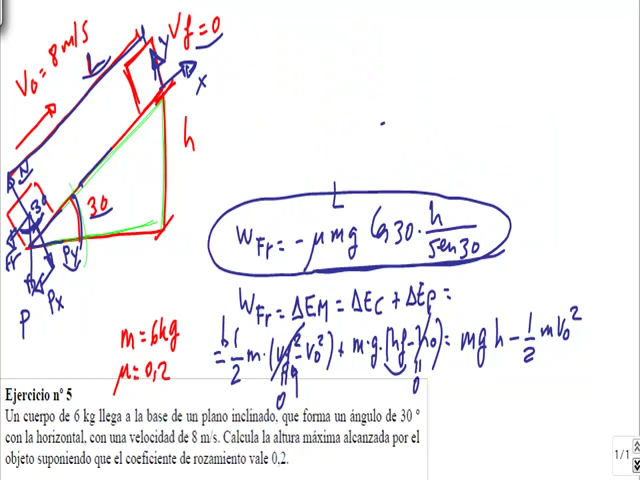 V0 = 8 m/s
Vf = 0
L
Y
X
h
N
30
30
Fr
Py
Px
P
L
WFr = - μmg Cos30 · h/Sen30
WFr = ΔEM = ΔEC + ΔEp =
m = 6kg
= 1/2 m · (Vf² - V0²) + m · g · (hf - h0) = mgh - 1/2 mV0²
0 0
μ = 0,2
Ejercicio nº 5
Un cuerpo de 6 kg llega a la base de un plano inclinado, que forma un ángulo de 30 º
con la horizontal, con una velocidad de 8 m/s. Calcula la altura máxima alcanzada por el
objeto suponiendo que el coeficiente de rozamiento vale 0,2.
1/1